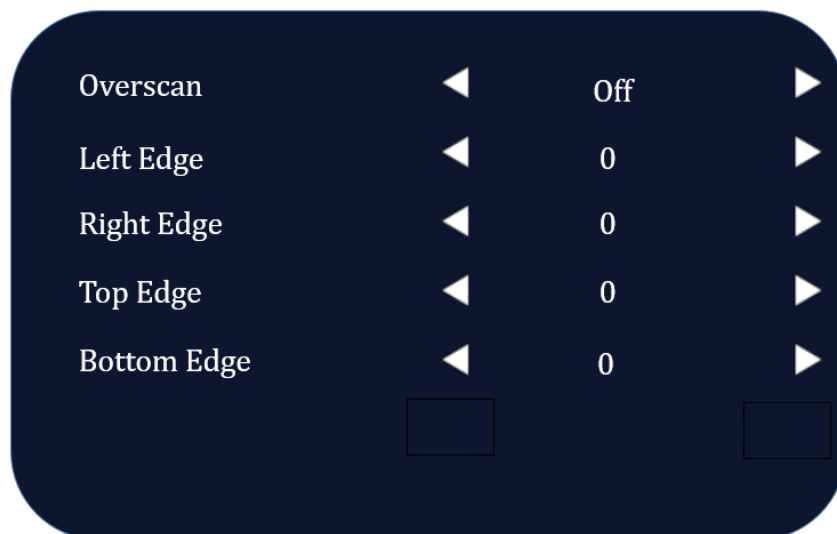 Overscan Off
Left Edge 0
Right Edge 0
Top Edge 0
Bottom Edge 0